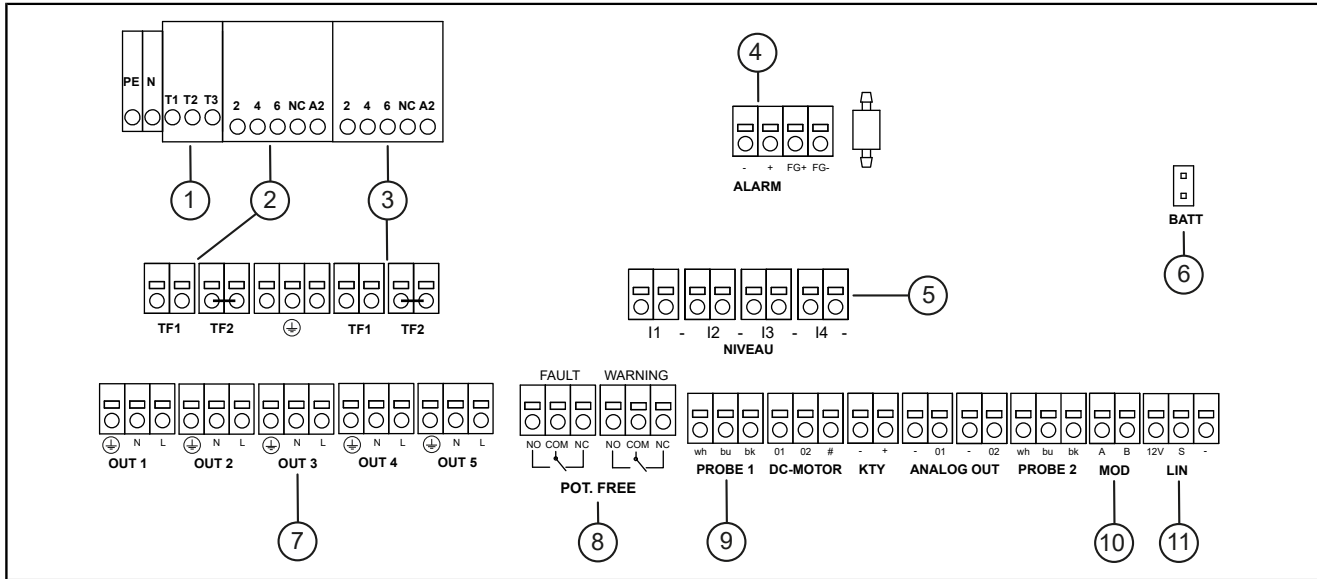 PE N
T1 T2 T3
2 4 6 NC A2
2 4 6 NC A2
1
2
3
4
- + FG+ FG-
ALARM
BATT
6
TF1 TF2 TF1 TF2
I1 - I2 - I3 - I4 -
NIVEAU
5
N L N L N L N L N L
OUT 1 OUT 2 OUT 3 OUT 4 OUT 5
7
FAULT WARNING
NO COM NC NO COM NC
POT. FREE
8
wh bu bk 01 02 # - + - 01 - 02 wh bu bk A B 12V S -
PROBE 1 DC-MOTOR KTY ANALOG OUT PROBE 2 MOD LIN
9
10
11